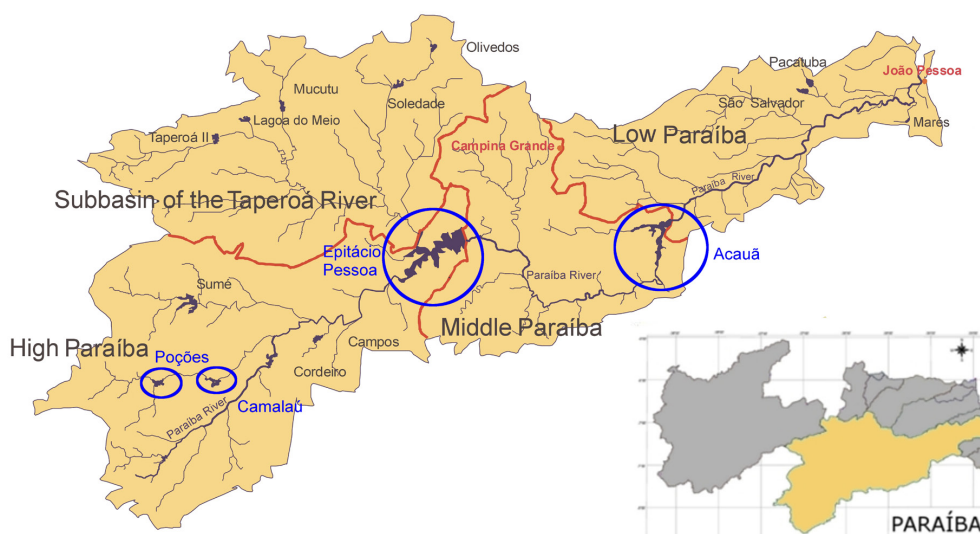 Olivedos
Pacatuba
João Pessoa
Mucutu
Soledade
São Salvador
Lagoa do Meio
Marés
Taperoá II
Low Paraíba
Campina Grande
Paraíba River
Subbasin of the Taperoá River
Epitácio
Pessoa
Acauã
Paraíba River
Sumé
Middle Paraíba
High Paraíba
Campos
Poções
Cordeiro
Camalaú
Paraíba River
PARAÍBA